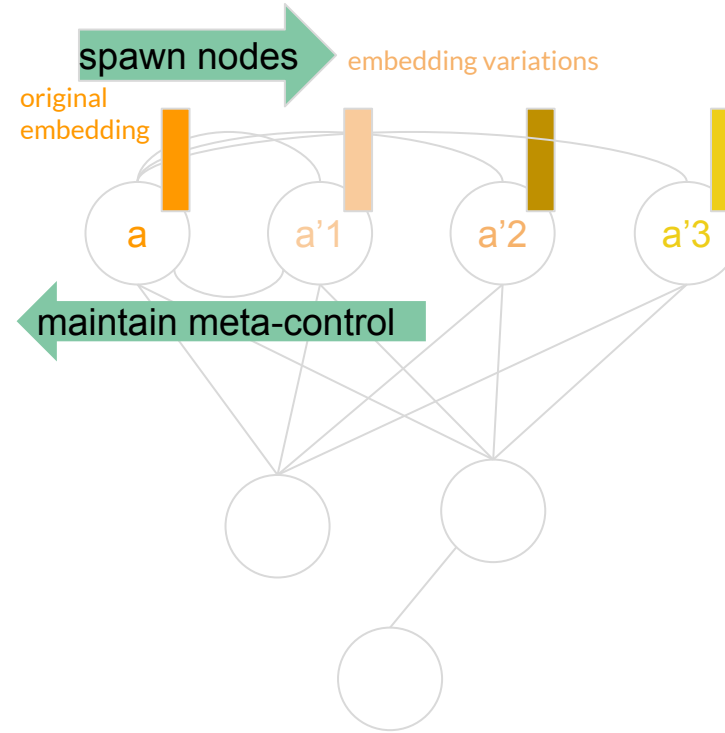 spawn nodes
embedding variations
original
embedding
a
a'1
a'2
a'3
maintain meta-control